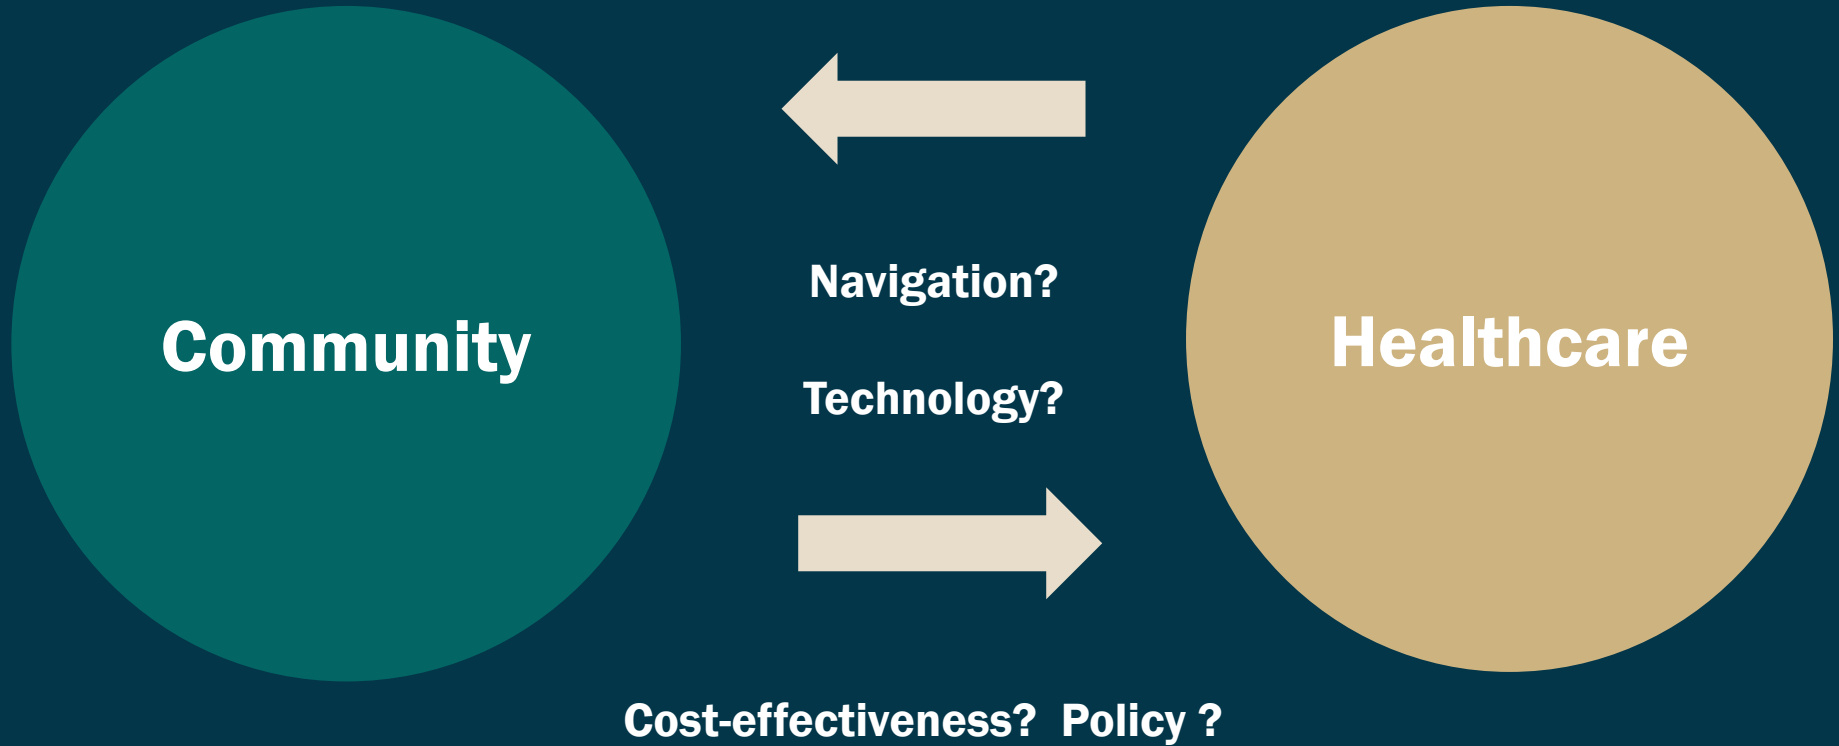 Community
Navigation?
Technology?
Healthcare
Cost-effectiveness? Policy ?